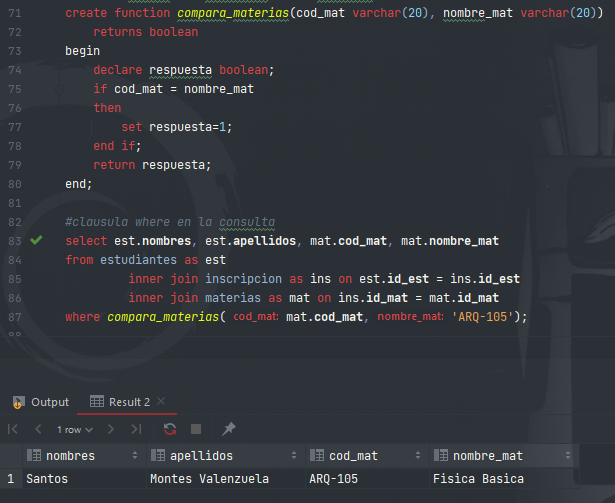 71 create function compara_materias(cod_mat varchar(20), nombre_mat varchar(20))
72 returns boolean
73 begin
74 declare respuesta boolean;
75 if cod_mat = nombre_mat
76 then
77 set respuesta=1;
78 end if;
79 return respuesta;
80 end;
81
82 #clausula where en la consulta
83 select est.nombres, est.apellidos, mat.cod_mat, mat.nombre_mat
84 from estudiantes as est
85 inner join inscripcion as ins on est.id_est = ins.id_est
86 inner join materias as mat on ins.id_mat = mat.id_mat
87 where compara_materias( cod_mat: mat.cod_mat, nombre_mat: 'ARQ-105');
Output Result 2
1 row
nombres apellidos cod_mat nombre_mat
1 Santos Montes Valenzuela ARQ-105 Fisica Basica